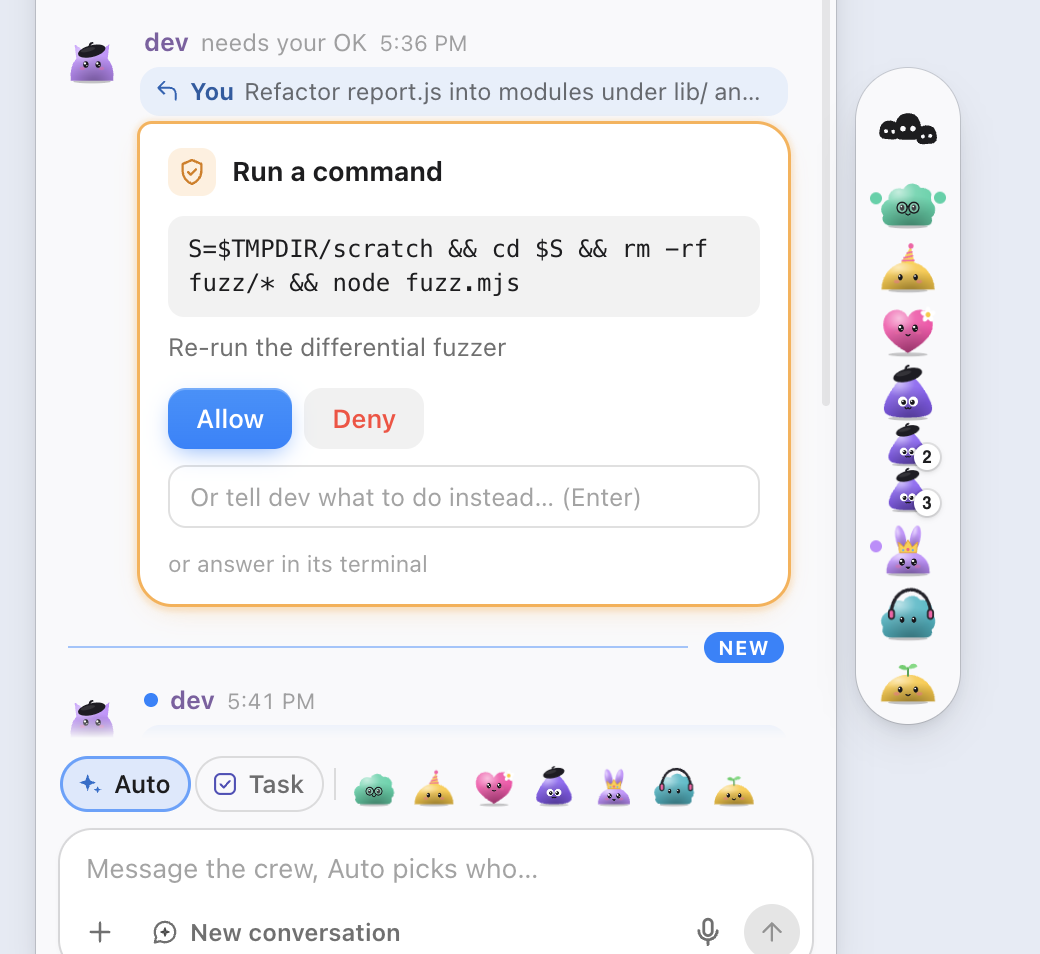 dev needs your OK 5:36 PM
You Refactor report.js into modules under lib/ an...
Run a command
S=$TMPDIR/scratch && cd $S && rm -rf
fuzz/* && node fuzz.mjs
Re-run the differential fuzzer
Allow Deny
Or tell dev what to do instead... (Enter)
or answer in its terminal
NEW
dev 5:41 PM
Auto Task
Message the crew, Auto picks who...
New conversation
2
3